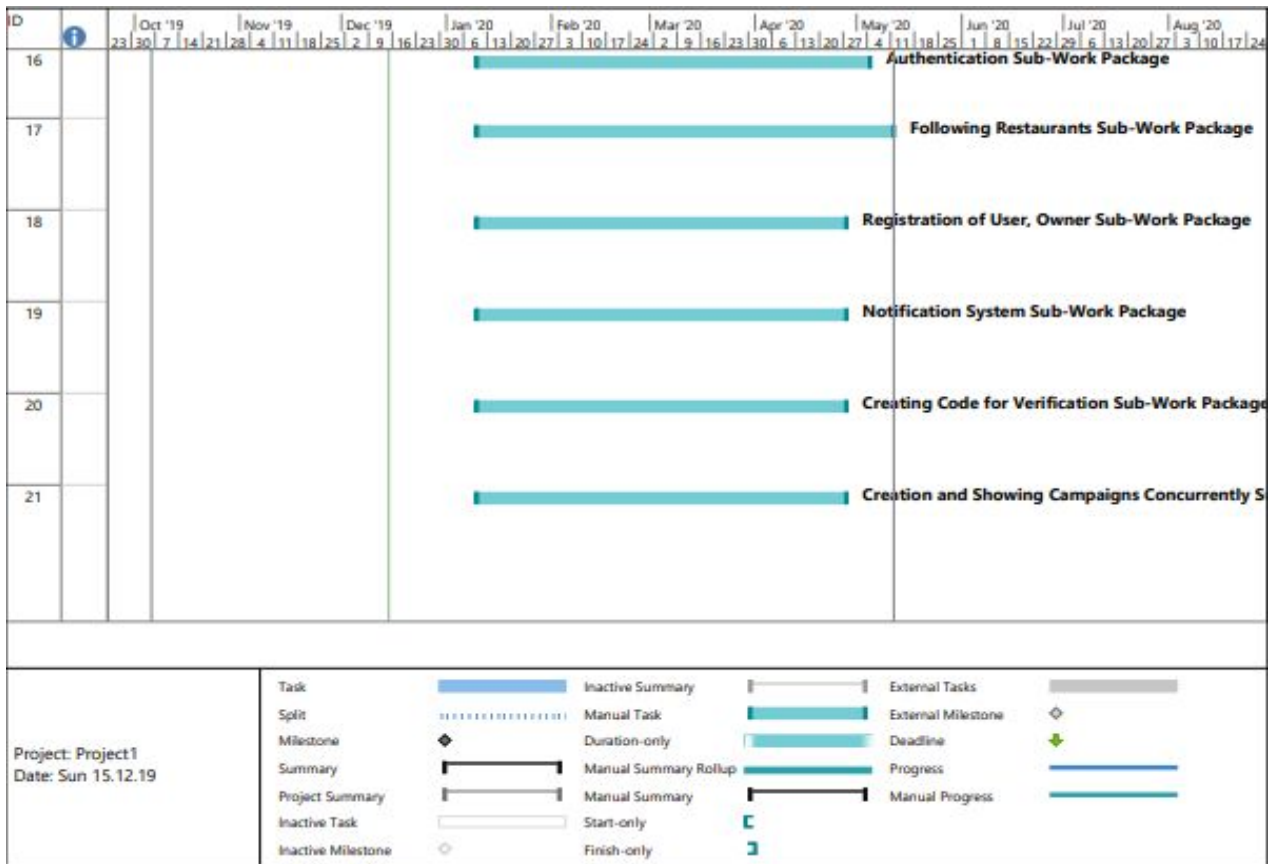 ID
Oct '19 Nov '19 Dec '19 Jan '20 Feb '20 Mar '20 Apr '20 May '20 Jun '20 Jul '20 Aug '20
23 30 7 14 21 28 4 11 18 25 2 9 16 23 30 6 13 20 27 3 10 17 24 2 9 16 23 30 6 13 20 27 4 11 18 25 1 8 15 22 29 6 13 20 27 3 10 17 24
16 Authentication Sub-Work Package
17 Following Restaurants Sub-Work Package
18 Registration of User, Owner Sub-Work Package
19 Notification System Sub-Work Package
20 Creating Code for Verification Sub-Work Package
21 Creation and Showing Campaigns Concurrently S
Project: Project1
Date: Sun 15.12.19
Task Inactive Summary External Tasks
Split Manual Task External Milestone
Milestone Duration-only Deadline
Summary Manual Summary Rollup Progress
Project Summary Manual Summary Manual Progress
Inactive Task Start-only
Inactive Milestone Finish-only